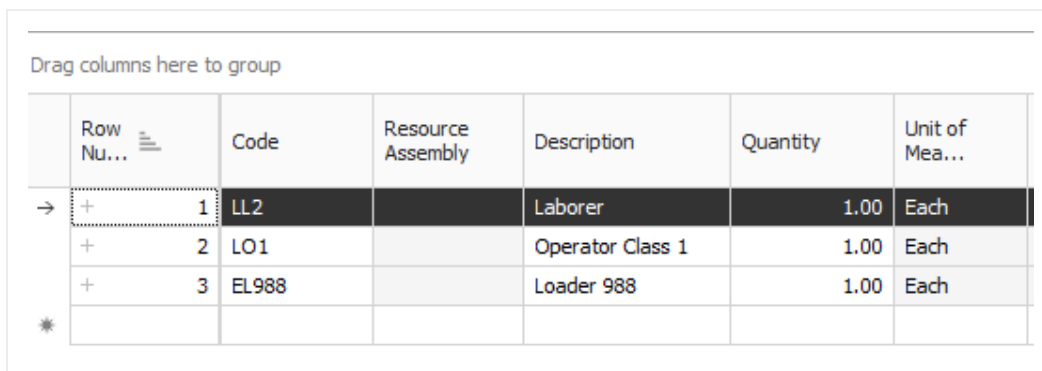 Drag columns here to group
Row Nu... Code Resource Assembly Description Quantity Unit of Mea...
1 LL2 Laborer 1.00 Each
2 LO1 Operator Class 1 1.00 Each
3 EL988 Loader 988 1.00 Each